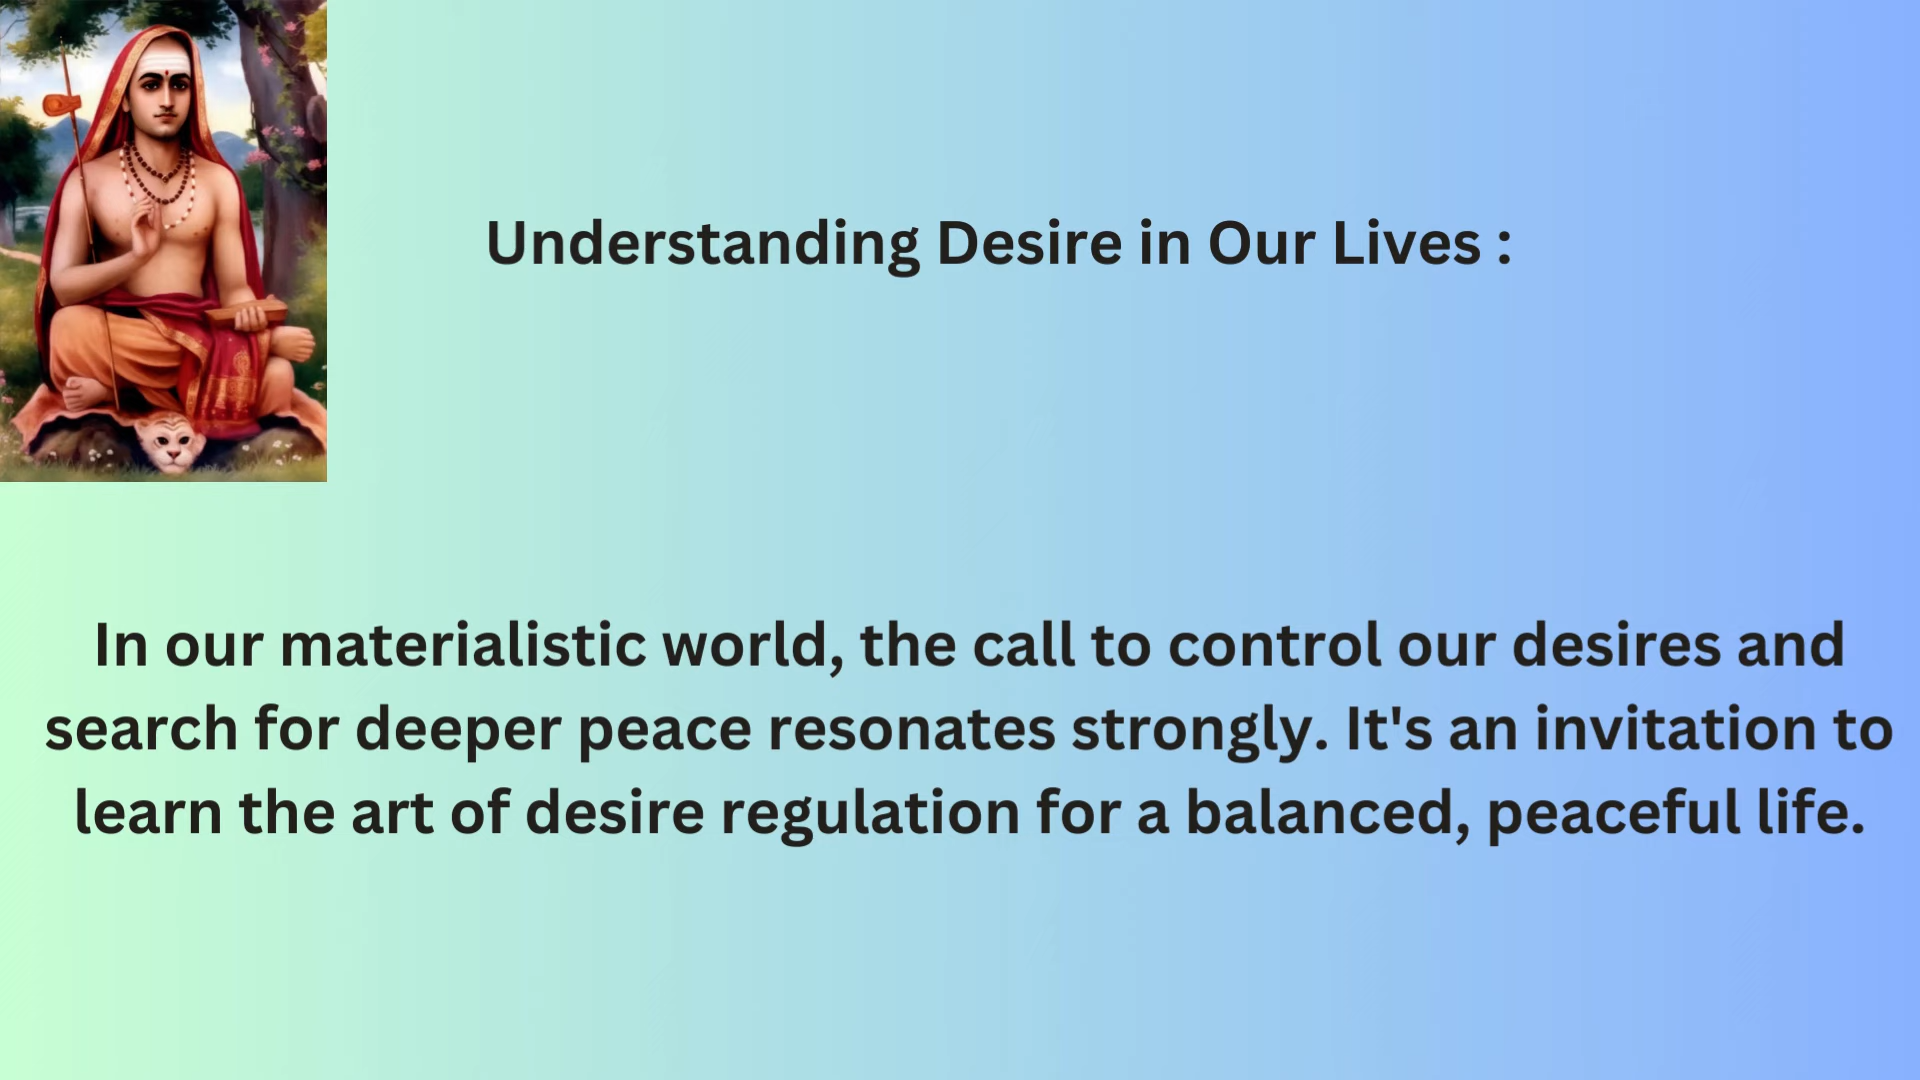 Understanding Desire in Our Lives :
In our materialistic world, the call to control our desires and
search for deeper peace resonates strongly. It's an invitation to
learn the art of desire regulation for a balanced, peaceful life.